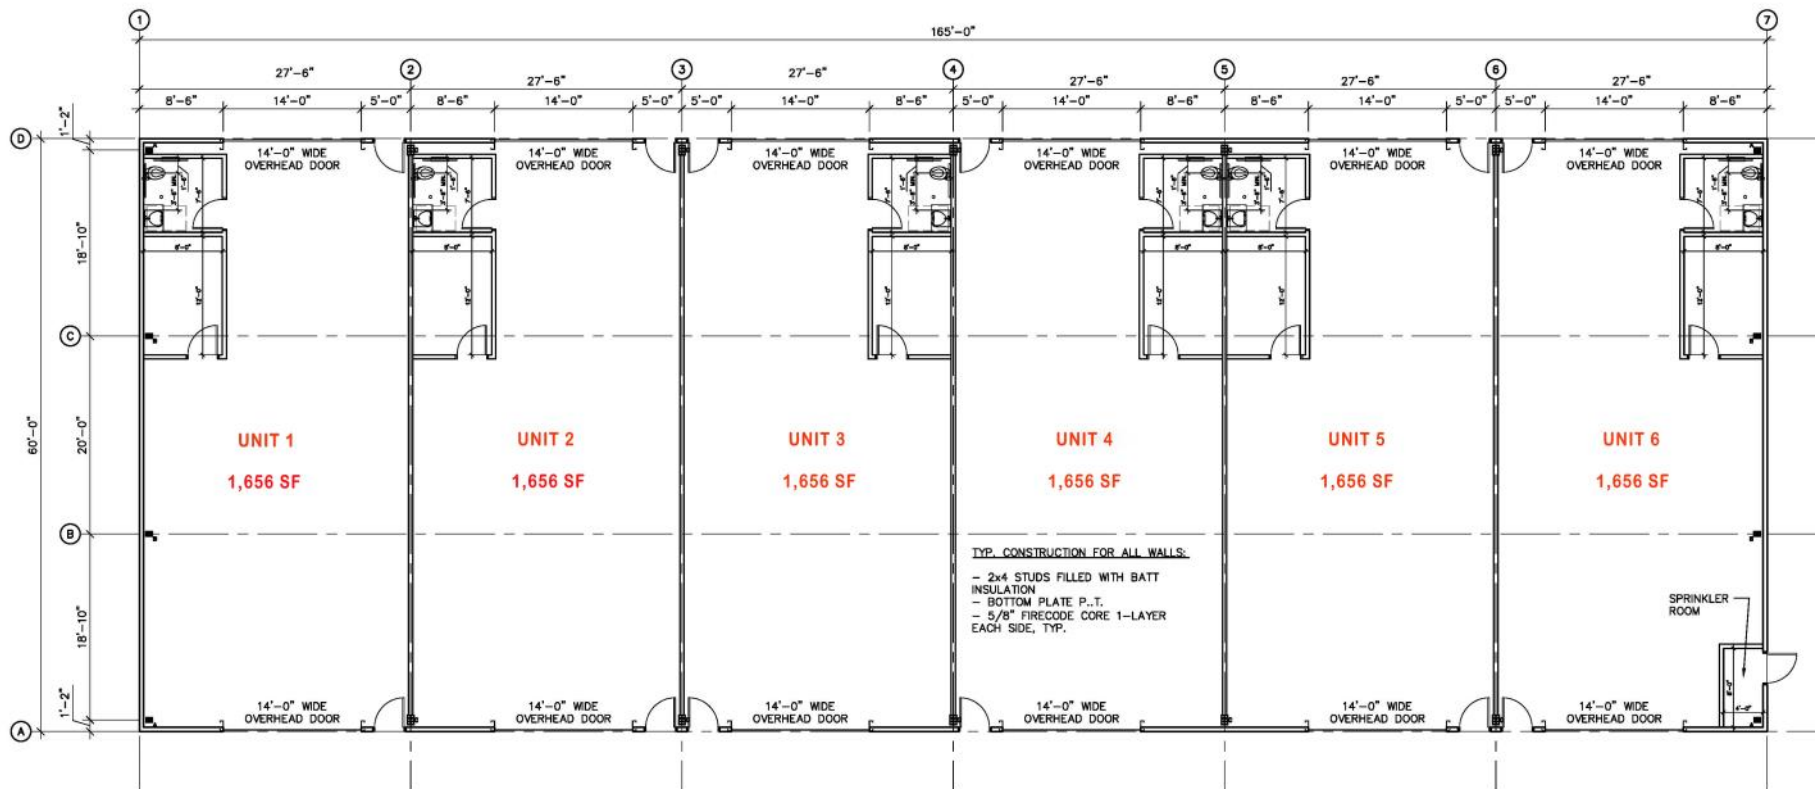 1 7
165'-0"
27'-6" 2 27'-6" 3 27'-6" 4 27'-6" 5 27'-6" 6 27'-6"
8'-6" 14'-0" 5'-0" 8'-6" 14'-0" 5'-0" 5'-0" 14'-0" 8'-6" 5'-0" 14'-0" 8'-6" 8'-6" 14'-0" 5'-0" 5'-0" 14'-0" 8'-6"
D
1'-2"
14'-0" WIDE
OVERHEAD DOOR
14'-0" WIDE
OVERHEAD DOOR
14'-0" WIDE
OVERHEAD DOOR
14'-0" WIDE
OVERHEAD DOOR
14'-0" WIDE
OVERHEAD DOOR
14'-0" WIDE
OVERHEAD DOOR
18'-10"
C
20'-0"
60'-0"
UNIT 1
1,656 SF
UNIT 2
1,656 SF
UNIT 3
1,656 SF
UNIT 4
1,656 SF
UNIT 5
1,656 SF
UNIT 6
1,656 SF
B
TYP. CONSTRUCTION FOR ALL WALLS:
- 2x4 STUDS FILLED WITH BATT
INSULATION
- BOTTOM PLATE P..T.
- 5/8" FIRECODE CORE 1-LAYER
EACH SIDE, TYP.
SPRINKLER
ROOM
18'-10"
1'-2"
14'-0" WIDE
OVERHEAD DOOR
14'-0" WIDE
OVERHEAD DOOR
14'-0" WIDE
OVERHEAD DOOR
14'-0" WIDE
OVERHEAD DOOR
14'-0" WIDE
OVERHEAD DOOR
14'-0" WIDE
OVERHEAD DOOR
A